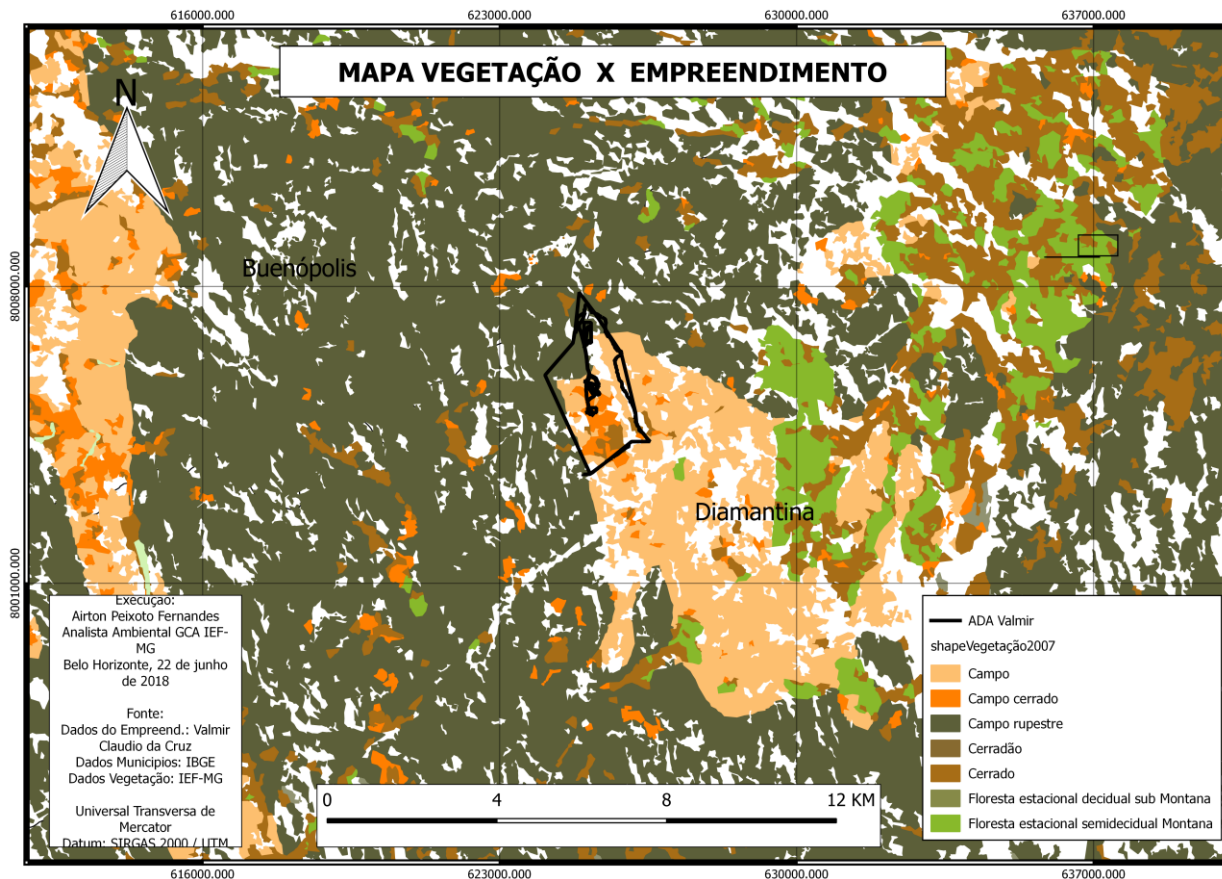 616000.000 623000.000 630000.000 637000.000
MAPA VEGETAÇÃO X EMPREENDIMENTO
N
Buenópolis
8008000.000
8008000.000
Diamantina
8001000.000
8001000.000
Execução:
Airton Peixoto Fernandes
Analista Ambiental GCA IEF-
MG
Belo Horizonte, 22 de junho
de 2018
Fonte:
Dados do Empreend.: Valmir
Claudio da Cruz
Dados Municipios: IBGE
Dados Vegetação: IEF-MG
Universal Transversa de
Mercator
Datum: SIRGAS 2000 / UTM
0 4 8 12 KM
ADA Valmir
shapeVegetação2007
Campo
Campo cerrado
Campo rupestre
Cerradão
Cerrado
Floresta estacional decidual sub Montana
Floresta estacional semidecidual Montana
616000.000 623000.000 630000.000 637000.000